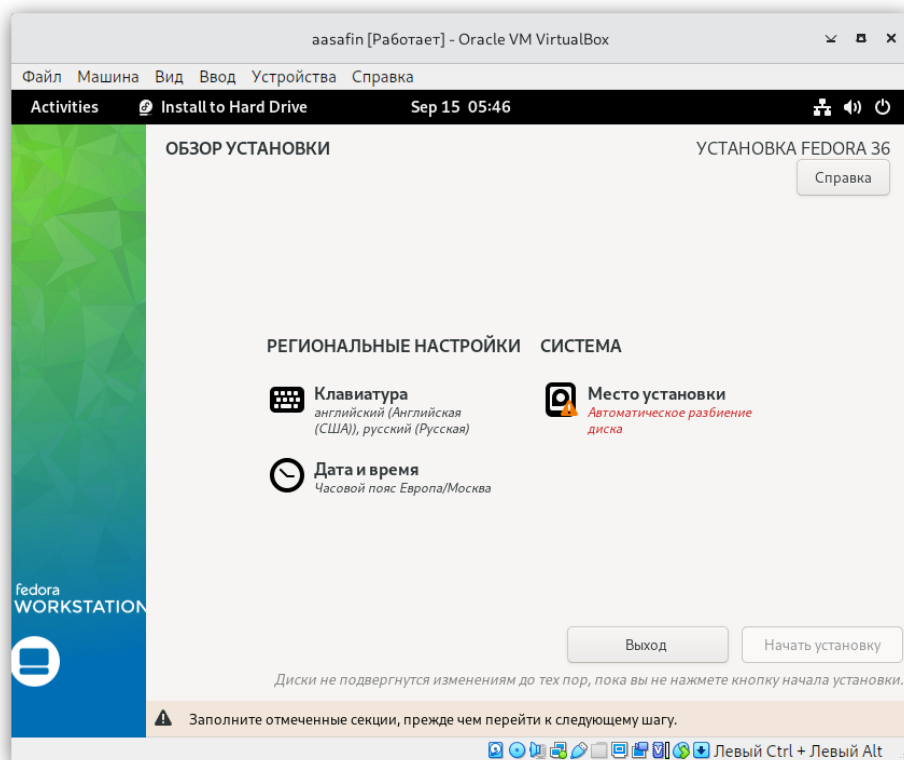 aasafin [Работает] - Oracle VM VirtualBox
Файл Машина Вид Ввод Устройства Справка
Activities Install to Hard Drive Sep 15 05:46
ОБЗОР УСТАНОВКИ
УСТАНОВКА FEDORA 36
Справка
РЕГИОНАЛЬНЫЕ НАСТРОЙКИ
Клавиатура
английский (Английская
(США)), русский (Русская)
Дата и время
Часовой пояс Европа/Москва
СИСТЕМА
Место установки
Автоматическое разбиение
диска
fedora
WORKSTATION
Выход
Начать установку
Диски не подвергнутся изменениям до тех пор, пока вы не нажмете кнопку начала установки.
Заполните отмеченные секции, прежде чем перейти к следующему шагу.
Левый Ctrl + Левый Alt